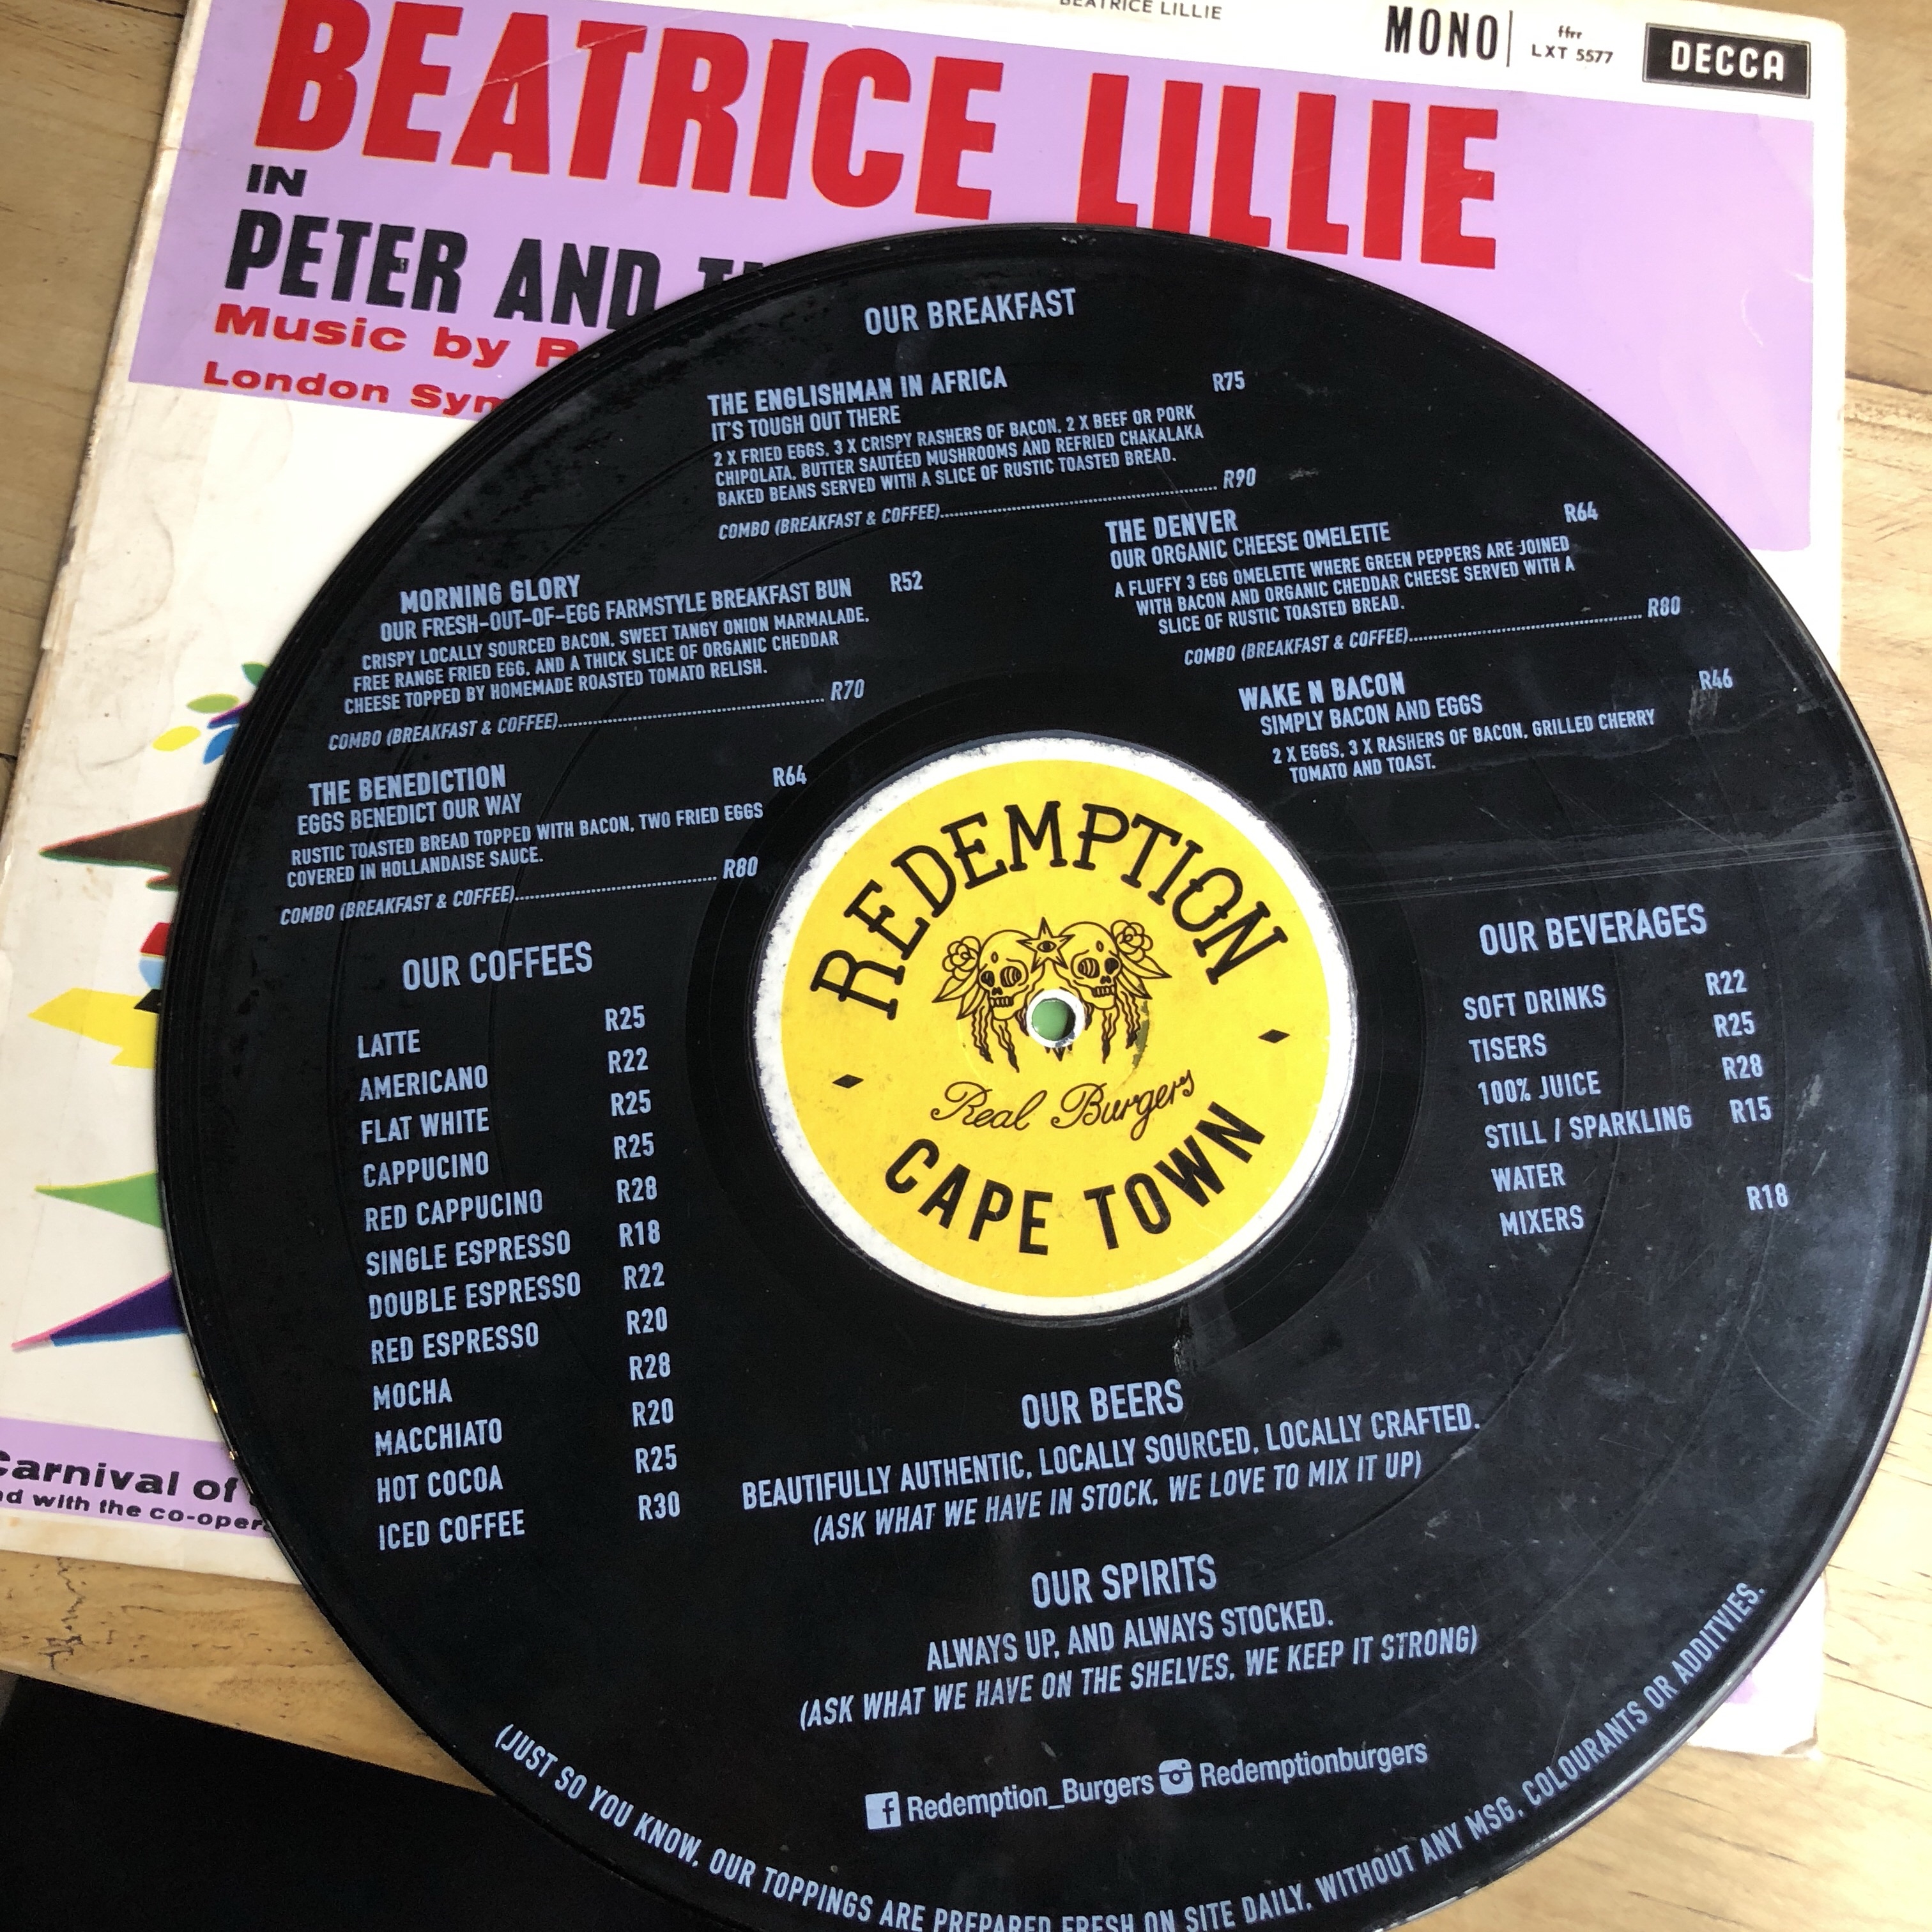 BEATRICE LILLIE
MONO
ffrr
LXT 5577
DECCA
BEATRICE LILLIE
IN
PETER AND
Music by
London
OUR BREAKFAST
THE ENGLISHMAN IN AFRICA R75
IT'S TOUGH OUT THERE
2 X FRIED EGGS, 3 X CRISPY RASHERS OF BACON, 2 X BEEF OR PORK
CHIPOLATA, BUTTER SAUTÉED MUSHROOMS AND REFRIED CHAKALAKA
BAKED BEANS SERVED WITH A SLICE OF RUSTIC TOASTED BREAD.
COMBO (BREAKFAST & COFFEE)............................................................ R90
MORNING GLORY
OUR FRESH-OUT-OF-EGG FARMSTYLE BREAKFAST BUN R52
CRISPY LOCALLY SOURCED BACON, SWEET TANGY ONION MARMALADE,
FREE RANGE FRIED EGG, AND A THICK SLICE OF ORGANIC CHEDDAR
CHEESE TOPPED BY HOMEMADE ROASTED TOMATO RELISH.
COMBO (BREAKFAST & COFFEE)............................................................ R70
THE BENEDICTION R64
EGGS BENEDICT OUR WAY
RUSTIC TOASTED BREAD TOPPED WITH BACON, TWO FRIED EGGS
COVERED IN HOLLANDAISE SAUCE.
COMBO (BREAKFAST & COFFEE)............................................. R80
THE DENVER R64
OUR ORGANIC CHEESE OMELETTE
A FLUFFY 3 EGG OMELETTE WHERE GREEN PEPPERS ARE JOINED
WITH BACON AND ORGANIC CHEDDAR CHEESE SERVED WITH A
SLICE OF RUSTIC TOASTED BREAD.
COMBO (BREAKFAST & COFFEE)..................................................... R80
WAKE N BACON R46
SIMPLY BACON AND EGGS
2 X EGGS, 3 X RASHERS OF BACON, GRILLED CHERRY
TOMATO AND TOAST.
REDEMPTION
Real Burgers
CAPE TOWN
OUR COFFEES
LATTE R25
AMERICANO R22
FLAT WHITE R25
CAPPUCINO R25
RED CAPPUCINO R28
SINGLE ESPRESSO R18
DOUBLE ESPRESSO R22
RED ESPRESSO R20
MOCHA R28
MACCHIATO R20
HOT COCOA R25
ICED COFFEE R30
OUR BEVERAGES
SOFT DRINKS R22
TISERS R25
100% JUICE R28
STILL / SPARKLING R15
WATER
MIXERS R18
OUR BEERS
BEAUTIFULLY AUTHENTIC, LOCALLY SOURCED, LOCALLY CRAFTED.
(ASK WHAT WE HAVE IN STOCK, WE LOVE TO MIX IT UP)
OUR SPIRITS
ALWAYS UP, AND ALWAYS STOCKED.
(ASK WHAT WE HAVE ON THE SHELVES, WE KEEP IT STRONG)
Redemption_Burgers Redemptionburgers
(JUST SO YOU KNOW, OUR TOPPINGS ARE PREPARED FRESH ON SITE DAILY, WITHOUT ANY MSG, COLOURANTS OR ADDITVIES.
Carnival of
with the